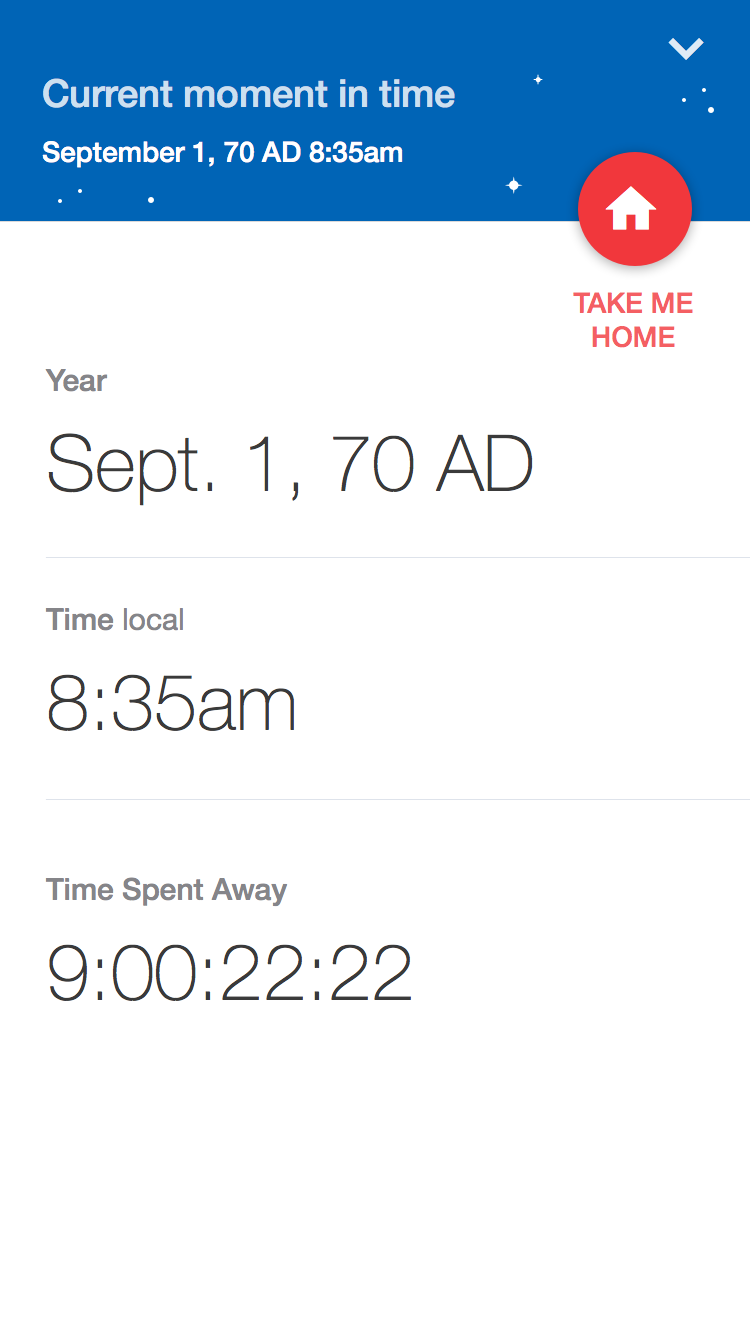 Current moment in time
September 1, 70 AD 8:35am
TAKE ME
HOME
Year
Sept. 1, 70 AD
Time local
8:35am
Time Spent Away
9:00:22:22